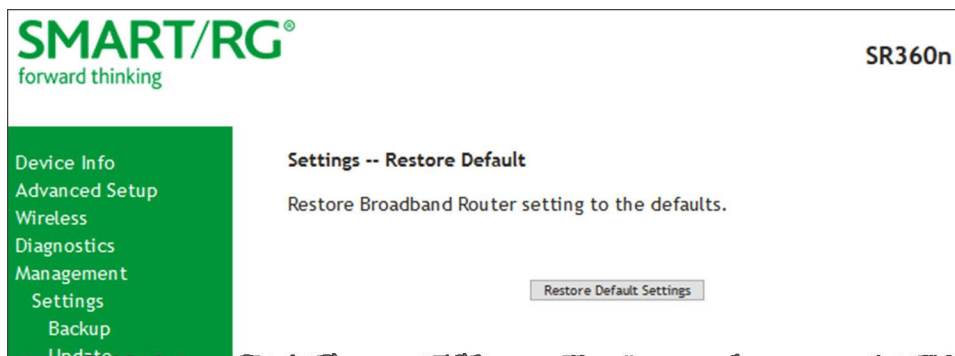 SMART/RG®
forward thinking
SR360n
Device Info
Advanced Setup
Wireless
Diagnostics
Management
Settings
Backup
Update
Settings -- Restore Default
Restore Broadband Router setting to the defaults.
Restore Default Settings